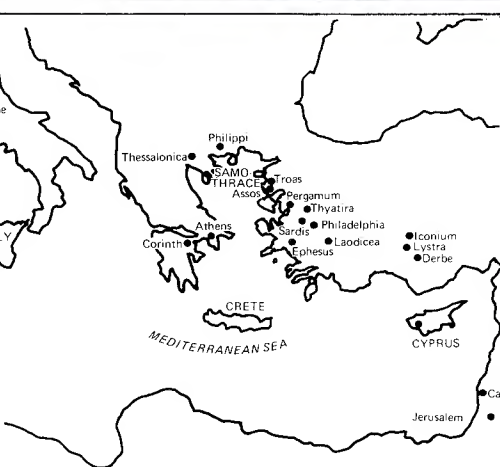 Philippi
Thessalonica
SAMO-
THRACE
Troas
Assos
Pergamum
Thyatira
Philadelphia
Sardis
Athens
Corinth
Laodicea
Ephesus
Iconium
Lystra
Derbe
CRETE
MEDITERRANEAN SEA
CYPRUS
Jerusalem